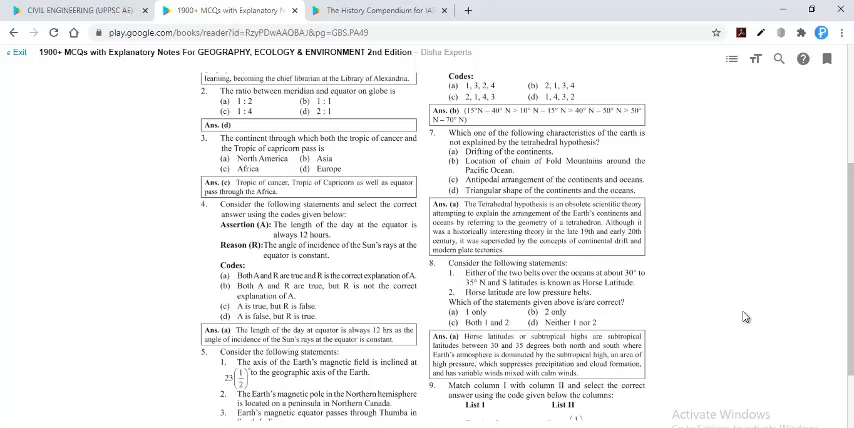 CIVIL ENGINEERING (UPPSC AE)
1900+ MCQs with Explanatory N
The History Compendium for IAS
play.google.com/books/reader?id=RzyPDwAAQBAJ&pg=GBS.PA49
« Exit 1900+ MCQs with Explanatory Notes For GEOGRAPHY, ECOLOGY & ENVIRONMENT 2nd Edition – Disha Experts
learning, becoming the chief librarian at the Library of Alexandria.
2. The ratio between meridian and equator on globe is
(a) 1 : 2 (b) 1 : 1
(c) 1 : 4 (d) 2 : 1
Ans. (d)
3. The continent through which both the tropic of cancer and
the Tropic of capricorn pass is
(a) North America (b) Asia
(c) Africa (d) Europe
Ans. (c) Tropic of cancer, Tropic of Capricorn as well as equator
pass through the Africa.
4. Consider the following statements and select the correct
answer using the codes given below:
Assertion (A): The length of the day at the equator is
always 12 hours.
Reason (R):The angle of incidence of the Sun's rays at the
equator is constant.
Codes:
(a) Both A and R are true and R is the correct explanation of A.
(b) Both A and R are true, but R is not the correct
explanation of A.
(c) A is true, but R is false.
(d) A is false, but R is true.
Ans. (a) The length of the day at equator is always 12 hrs as the
angle of incidence of the Sun's rays at the equator is constant.
5. Consider the following statements:
1. The axis of the Earth's magnetic field is inclined at
23(1/2)° to the geographic axis of the Earth.
2. The Earth's magnetic pole in the Northern hemisphere
is located on a peninsula in Northern Canada.
3. Earth's magnetic equator passes through Thumba in
Codes:
(a) 1, 3, 2, 4 (b) 2, 1, 3, 4
(c) 2, 1, 4, 3 (d) 1, 4, 3, 2
Ans. (b) (15°N – 40° N > 10° N – 15° N > 40° N – 50° N > 50°
N – 70° N)
7. Which one of the following characteristics of the earth is
not explained by the tetrahedral hypothesis?
(a) Drifting of the continents.
(b) Location of chain of Fold Mountains around the
Pacific Ocean.
(c) Antipodal arrangement of the continents and oceans.
(d) Triangular shape of the continents and the oceans.
Ans. (a) The Tetrahedral hypothesis is an obsolete scientific theory
attempting to explain the arrangement of the Earth's continents and
oceans by referring to the geometry of a tetrahedron. Although it
was a historically interesting theory in the late 19th and early 20th
century, it was superseded by the concepts of continental drift and
modern plate tectonics.
8. Consider the following statements:
1. Either of the two belts over the oceans at about 30° to
35° N and S latitudes is known as Horse Latitude.
2. Horse latitude are low pressure belts.
Which of the statements given above is/are correct?
(a) 1 only (b) 2 only
(c) Both 1 and 2 (d) Neither 1 nor 2
Ans. (a) Horse latitudes or subtropical highs are subtropical
latitudes between 30 and 35 degrees both north and south where
Earth's atmosphere is dominated by the subtropical high, an area of
high pressure, which suppresses precipitation and cloud formation,
and has variable winds mixed with calm winds.
9. Match column I with column II and select the correct
answer using the code given below the columns:
List I List II
Activate Windows